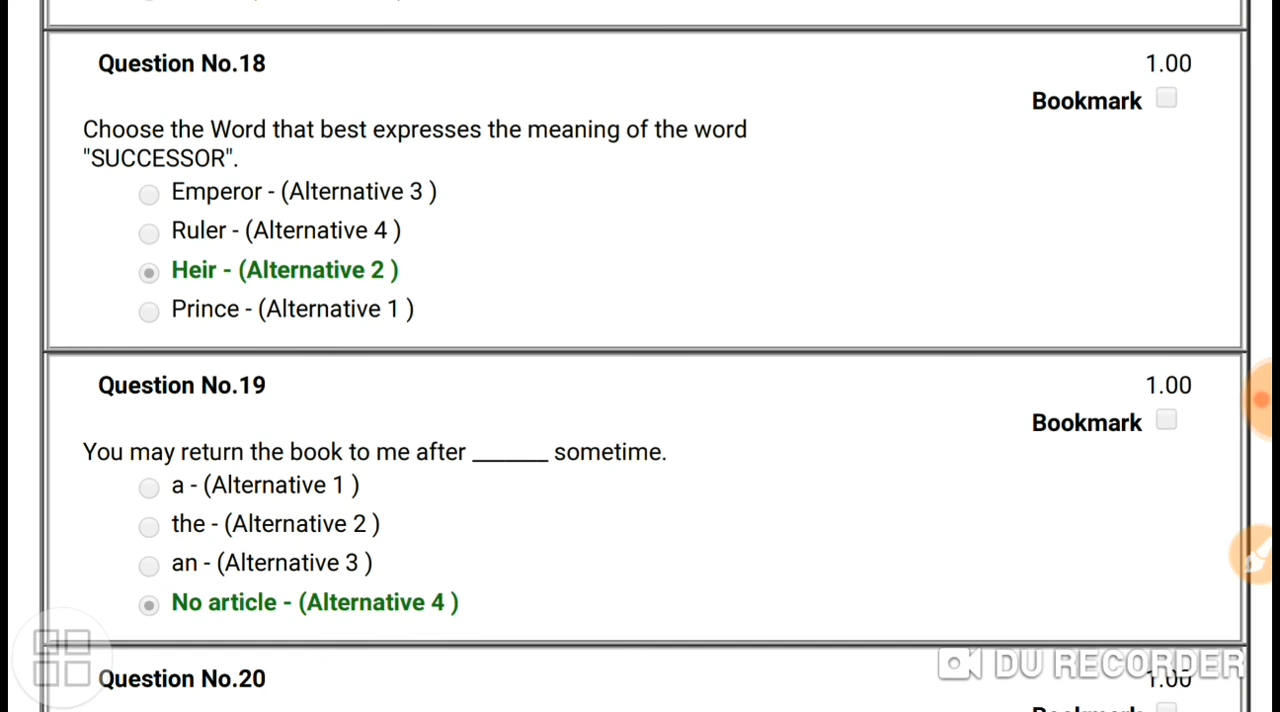 Question No.18
1.00
Bookmark
Choose the Word that best expresses the meaning of the word
"SUCCESSOR".
Emperor - (Alternative 3 )
Ruler - (Alternative 4 )
Heir - (Alternative 2 )
Prince - (Alternative 1 )
Question No.19
1.00
Bookmark
You may return the book to me after ______ sometime.
a - (Alternative 1 )
the - (Alternative 2 )
an - (Alternative 3 )
No article - (Alternative 4 )
DU RECORDER
Question No.20
1.00